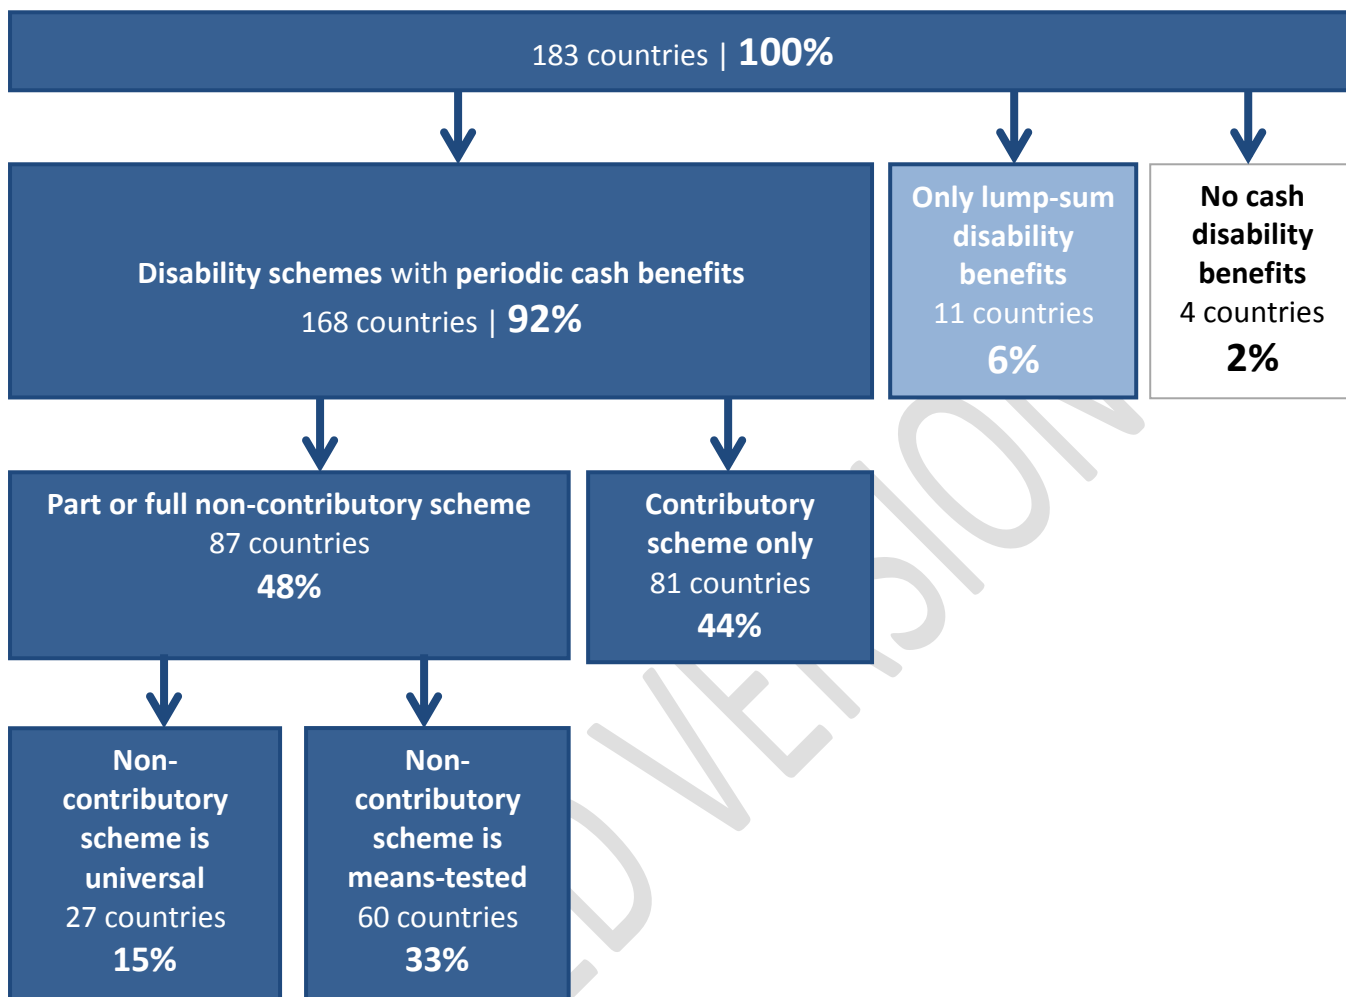 183 countries | 100%
Disability schemes with periodic cash benefits
168 countries | 92%
Only lump-sum
disability
benefits
11 countries
6%
No cash
disability
benefits
4 countries
2%
Part or full non-contributory scheme
87 countries
48%
Contributory
scheme only
81 countries
44%
Non-
contributory
scheme is
universal
27 countries
15%
Non-
contributory
scheme is
means-tested
60 countries
33%
ED VERSION